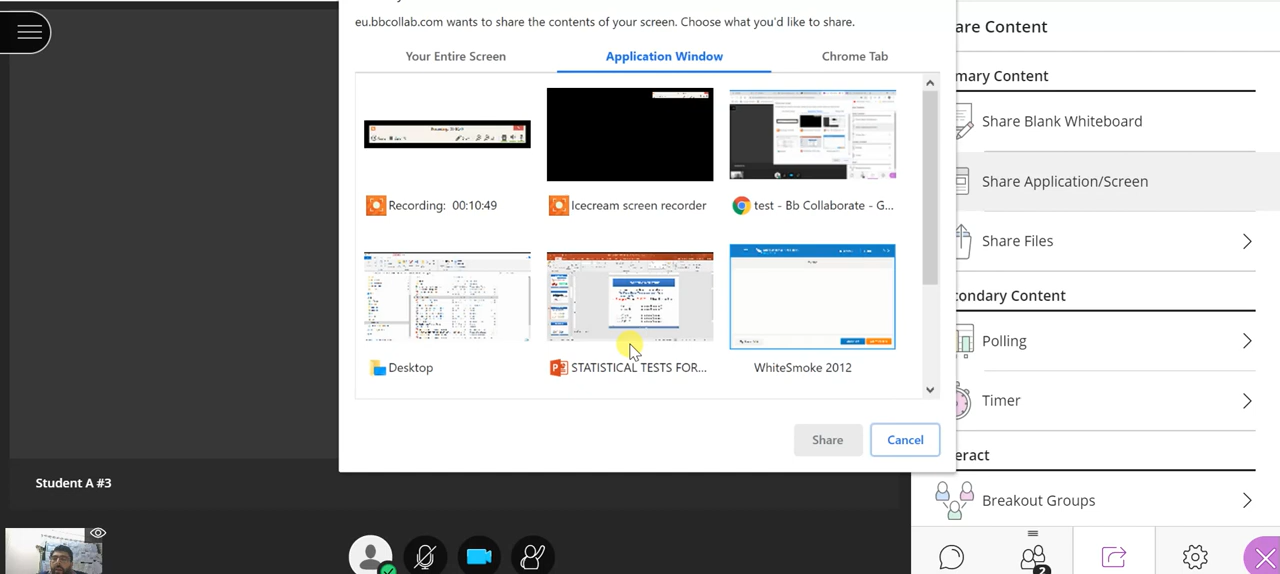 eu.bbcollab.com wants to share the contents of your screen. Choose what you'd like to share.
Your Entire Screen
Application Window
Chrome Tab
Recording: 00:10:49
Icecream screen recorder
test - Bb Collaborate - G...
Desktop
STATISTICAL TESTS FOR...
WhiteSmoke 2012
Share
Cancel
are Content
mary Content
Share Blank Whiteboard
Share Application/Screen
Share Files
condary Content
Polling
Timer
eract
Breakout Groups
2
Student A #3